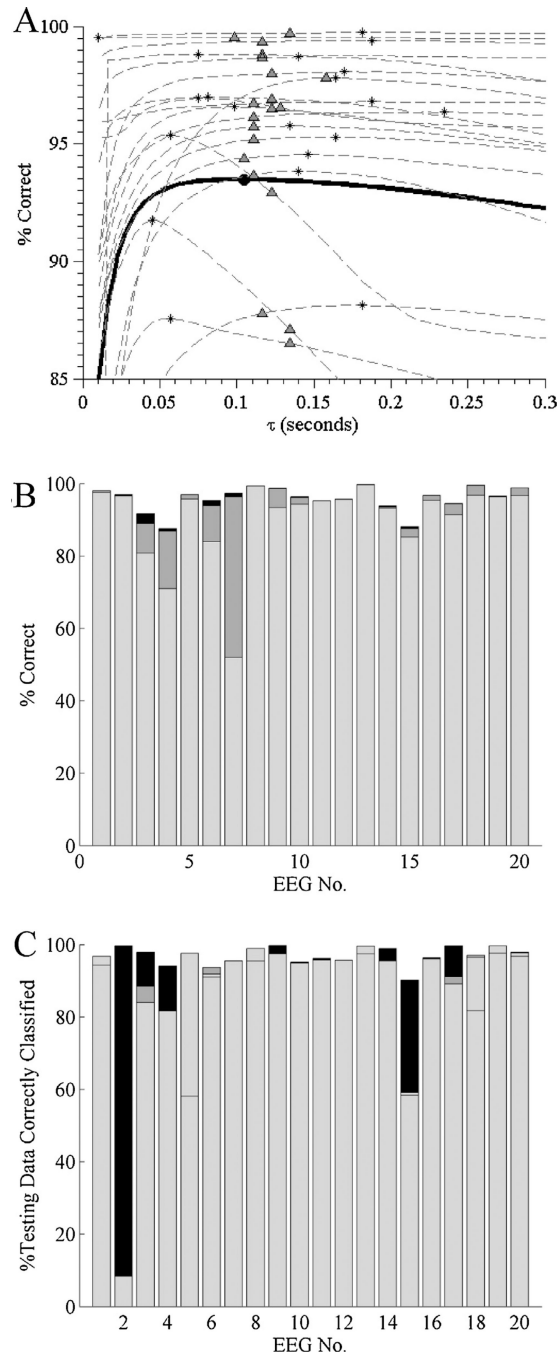 A
100
95
90
85
% Correct
0 0.05 0.1 0.15 0.2 0.25 0.3
τ (seconds)
B
100
80
60
40
20
0
% Correct
0 5 10 15 20
EEG No.
C
100
80
60
40
20
0
%Testing Data Correctly Classified
2 4 6 8 10 12 14 16 18 20
EEG No.